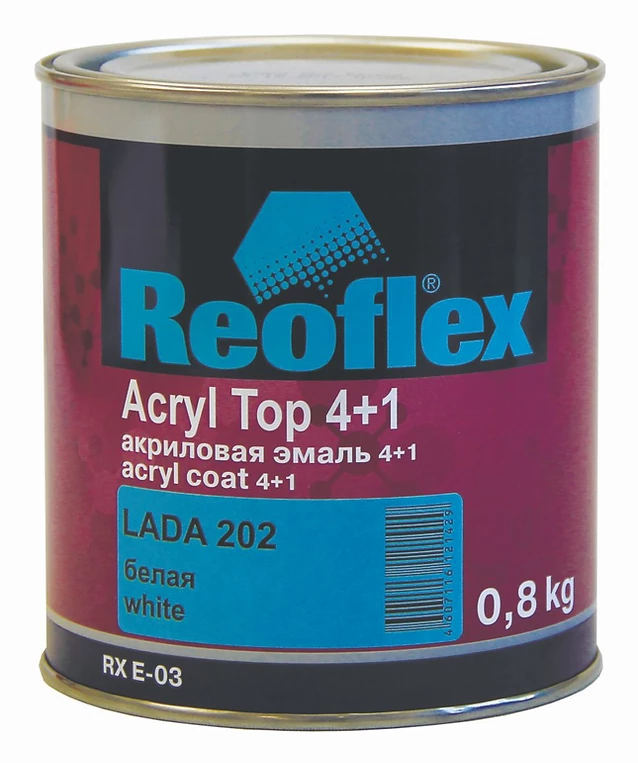 Reoflex®
Acryl Top 4+1
акриловая эмаль 4+1
acryl coat 4+1
LADA 202
белая
white
4607116121429
0,8 kg
RX E-03